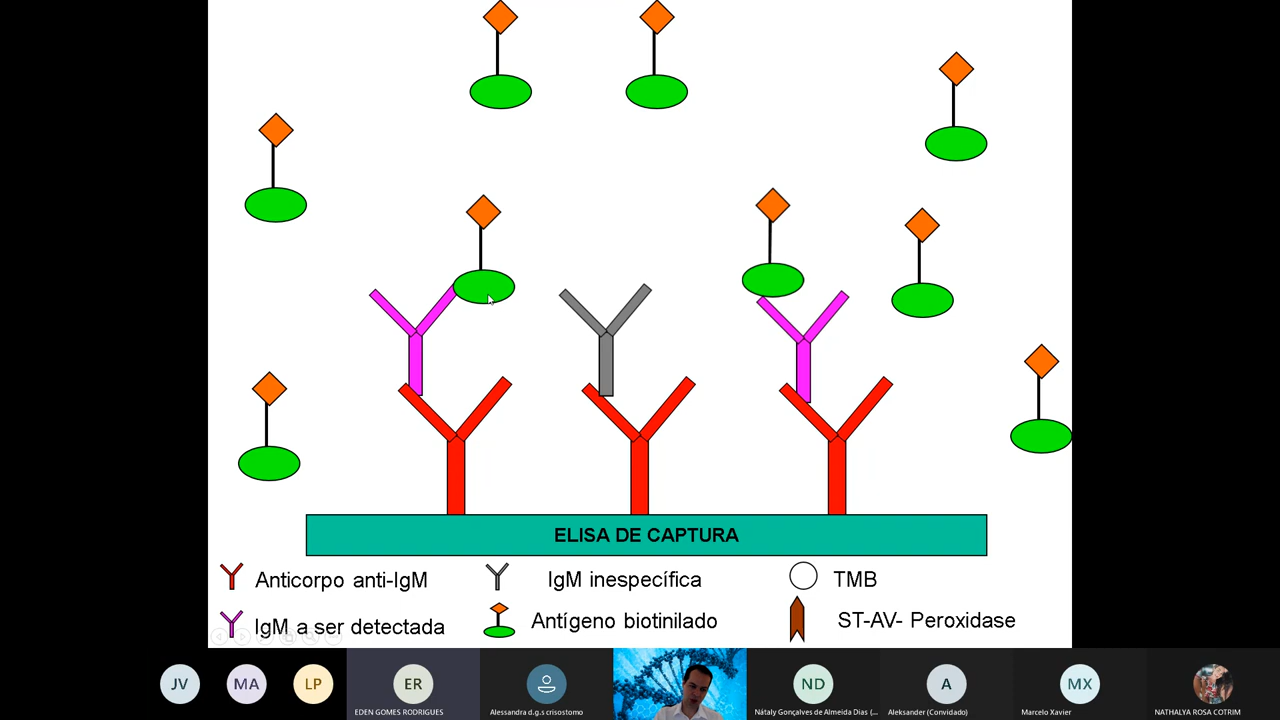 ELISA DE CAPTURA
Anticorpo anti-IgM
IgM inespecífica
TMB
IgM a ser detectada
Antígeno biotinilado
ST-AV- Peroxidase
JV
MA
LP
ER
EDEN GOMES RODRIGUES
Alessandra d.g.s crisostomo
ND
Nátaly Gonçalves de Almeida Dias (...
A
Aleksander (Convidado)
MX
Marcelo Xavier
NATHALYA ROSA COTRIM